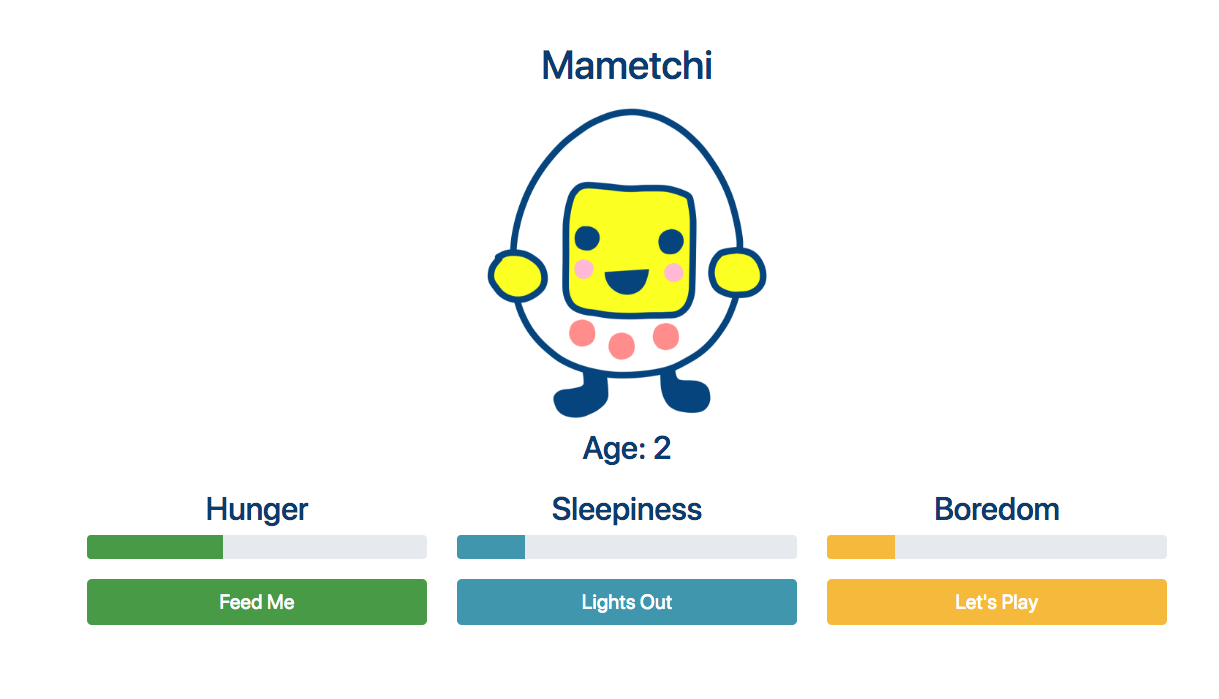 Mametchi
Age: 2
Hunger
Sleepiness
Boredom
Feed Me
Lights Out
Let's Play